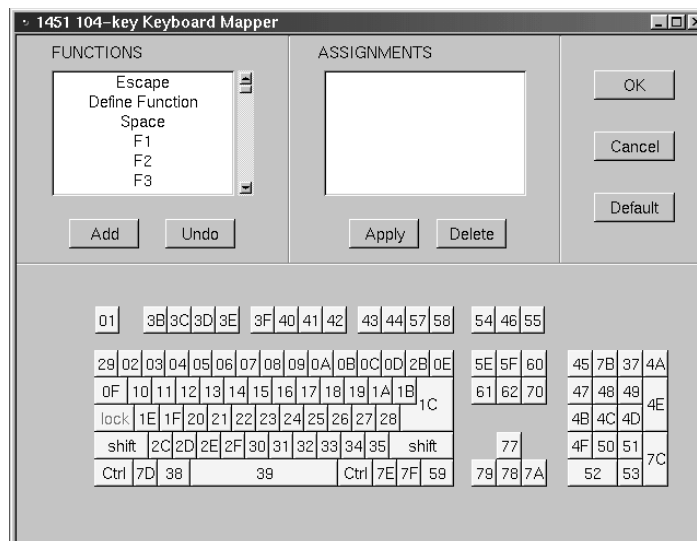 1451 104-key Keyboard Mapper
FUNCTIONS
Escape
Define Function
Space
F1
F2
F3
Add Undo
ASSIGNMENTS
Apply Delete
OK
Cancel
Default
01 3B 3C 3D 3E 3F 40 41 42 43 44 57 58 54 46 55
29 02 03 04 05 06 07 08 09 0A 0B 0C 0D 2B 0E 5E 5F 60 45 7B 37 4A
0F 10 11 12 13 14 15 16 17 18 19 1A 1B 1C 61 62 70 47 48 49 4E
lock 1E 1F 20 21 22 23 24 25 26 27 28 4B 4C 4D
shift 2C 2D 2E 2F 30 31 32 33 34 35 shift 77 4F 50 51 7C
Ctrl 7D 38 39 Ctrl 7E 7F 59 79 78 7A 52 53